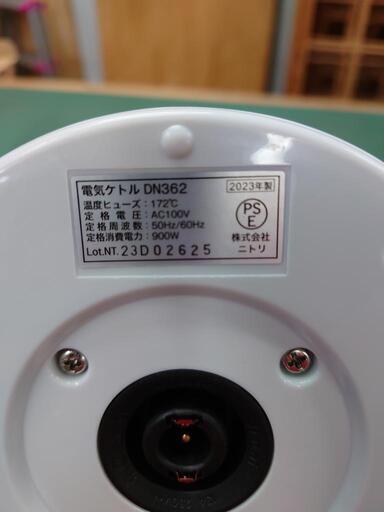 電気ケトル DN362
2023年製
温度ヒューズ：172℃
定格電圧：AC100V
定格周波数：50Hz/60Hz
定格消費電力：900W
Lot.NT. 23D02625
PS
E
株式会社
ニトリ